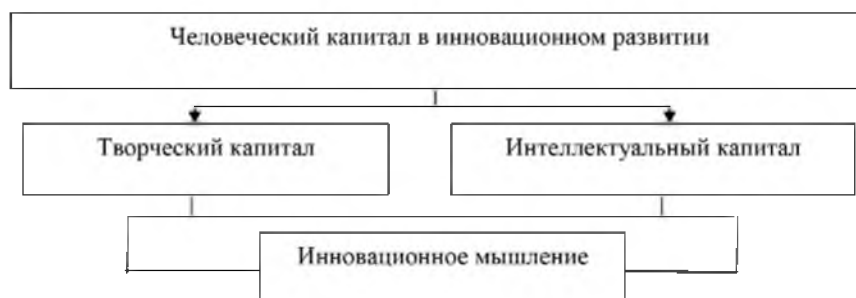 Человеческий капитал в инновационном развитии
Творческий капитал
Интеллектуальный капитал
Инновационное мышление